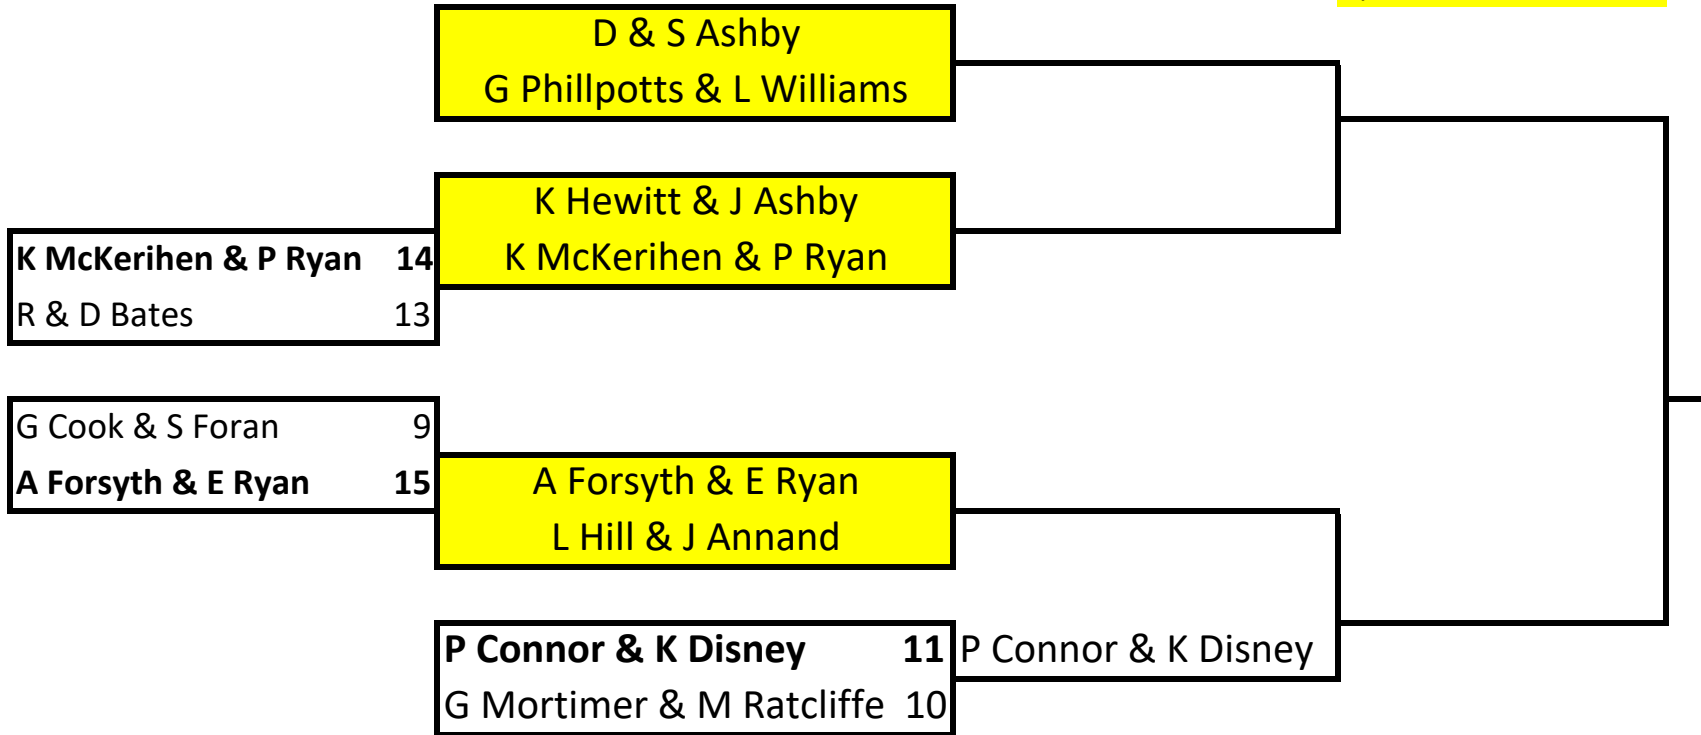 D & S Ashby
G Phillpotts & L Williams
K Hewitt & J Ashby
K McKerihen & P Ryan
K McKerihen & P Ryan 14
R & D Bates 13
G Cook & S Foran 9
A Forsyth & E Ryan 15
A Forsyth & E Ryan
L Hill & J Annand
P Connor & K Disney 11
G Mortimer & M Ratcliffe 10
P Connor & K Disney